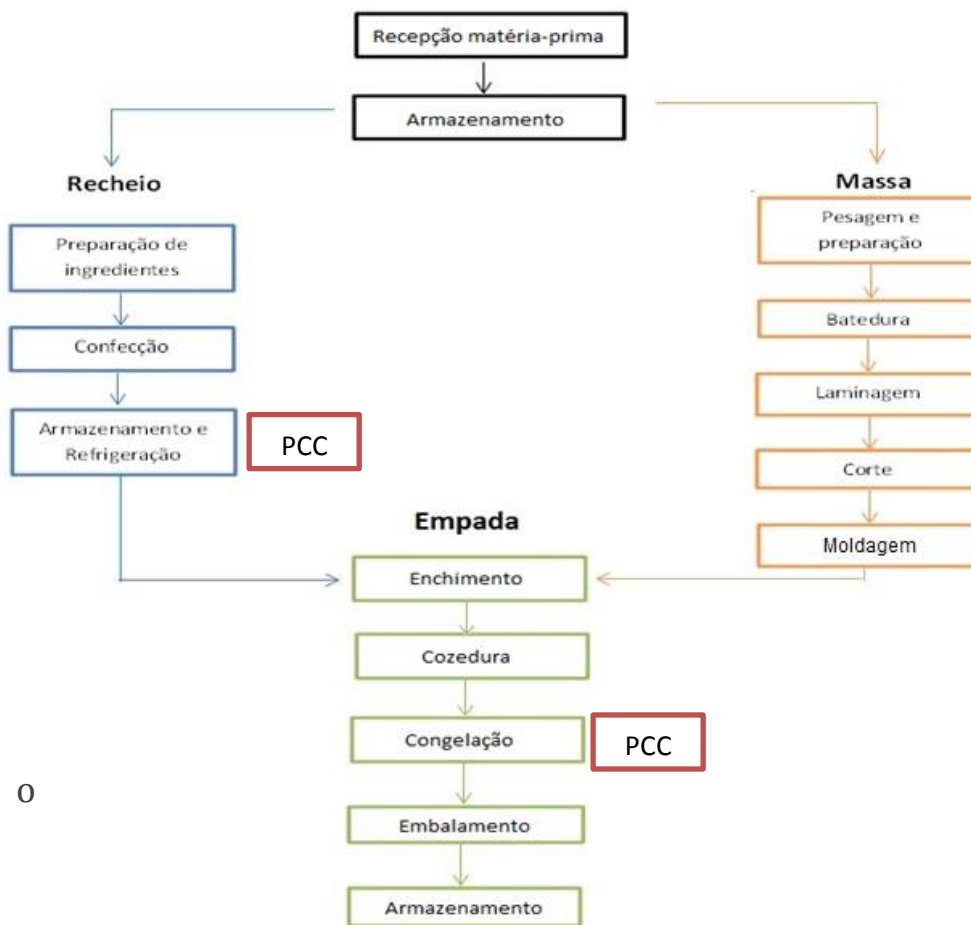 Recepção matéria-prima
Armazenamento
Recheio
Preparação de
ingredientes
Confecção
Armazenamento e
Refrigeração
PCC
Massa
Pesagem e
preparação
Batedura
Laminagem
Corte
Moldagem
Empada
Enchimento
Cozedura
Congelação
PCC
o
Embalamento
Armazenamento